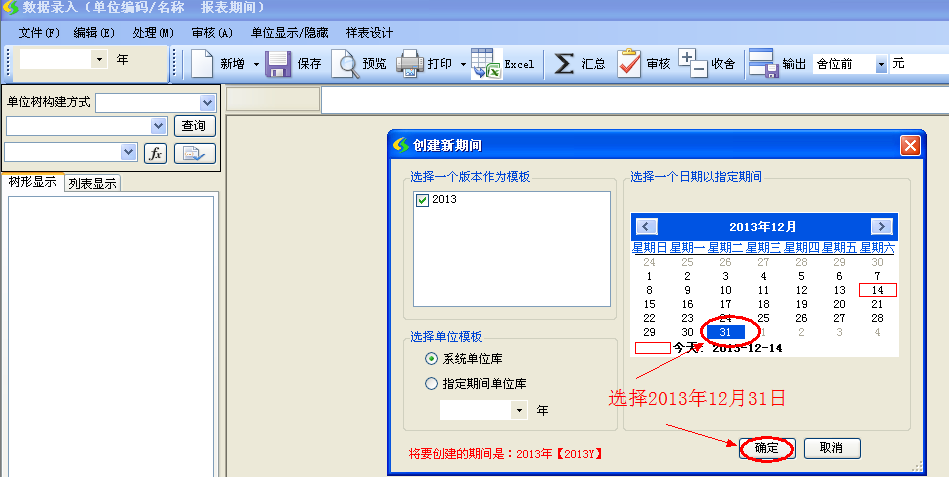 数据录入（单位编码/名称　报表期间）
文件(F)　编辑(E)　处理(M)　审核(A)　单位显示/隐藏　样表设计
年　新增　保存　预览　打印　Excel　汇总　审核　收舍　输出　舍位前　元
单位树构建方式
查询
fx
树形显示　列表显示
创建新期间
选择一个版本作为模板
2013
选择单位模板
系统单位库
指定期间单位库
年
将要创建的期间是：2013年【2013Y】
选择一个日期以指定期间
2013年12月
星期日 星期一 星期二 星期三 星期四 星期五 星期六
24 25 26 27 28 29 30
1 2 3 4 5 6 7
8 9 10 11 12 13 14
15 16 17 18 19 20 21
22 23 24 25 26 27 28
29 30 31 1 2 3 4
今天: 2013-12-14
选择2013年12月31日
确定　取消